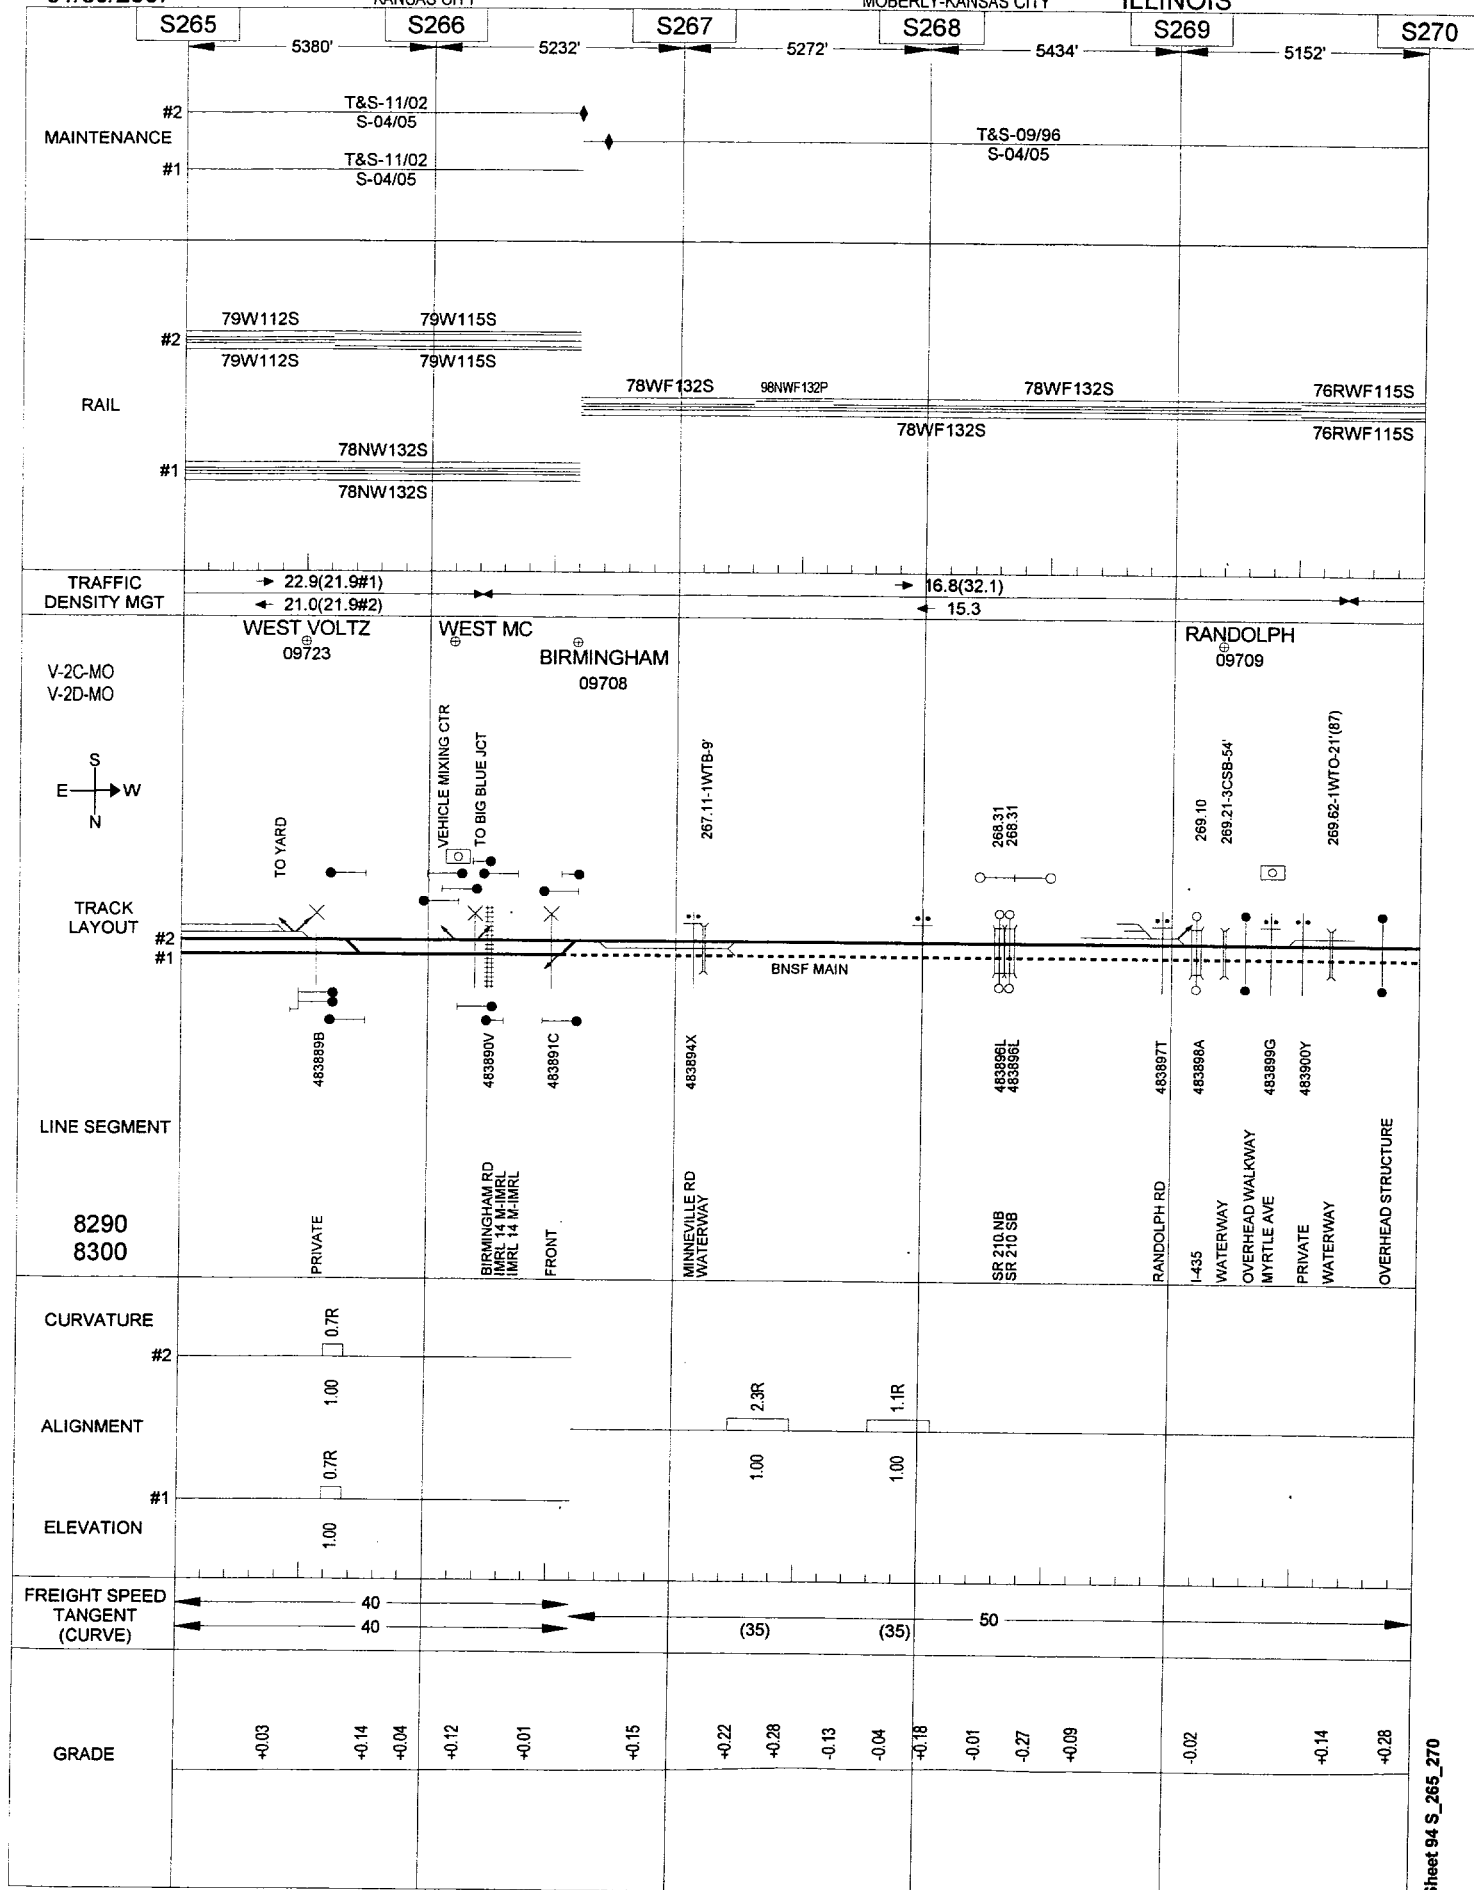 KANSAS CITY
MOBERLY-KANSAS CITY
ILLINOIS
S265 S266 S267 S268 S269 S270
5380' 5232' 5272' 5434' 5152'
MAINTENANCE
#2
T&S-11/02
S-04/05
T&S-09/96
S-04/05
#1
T&S-11/02
S-04/05
RAIL
#2
79W112S 79W115S
79W112S 79W115S
78WF132S 98NWF132P 78WF132S 76RWF115S
78WF132S 76RWF115S
#1
78NW132S
78NW132S
TRAFFIC
DENSITY MGT
22.9(21.9#1) 16.8(32.1)
21.0(21.9#2) 15.3
WEST VOLTZ
09723
WEST MC
BIRMINGHAM
09708
RANDOLPH
09709
V-2C-MO
V-2D-MO
S
E W
N
TO YARD
VEHICLE MIXING CTR
TO BIG BLUE JCT
267.11-1WTB-9'
268.31
268.31
269.10
269.21-3CSB-54'
269.62-1WTO-21'(87)
TRACK
LAYOUT
#2
#1
BNSF MAIN
483889B
483890V
483891C
483894X
483896L
483896L
483897T
483898A
483899G
483900Y
LINE SEGMENT
8290
8300
PRIVATE
BIRMINGHAM RD
IMRL 14 M-IMRL
IMRL 14 M-IMRL
FRONT
MINNEVILLE RD
WATERWAY
SR 210 NB
SR 210 SB
RANDOLPH RD
I-435
WATERWAY
OVERHEAD WALKWAY
MYRTLE AVE
PRIVATE
WATERWAY
OVERHEAD STRUCTURE
CURVATURE
#2
0.7R
1.00
ALIGNMENT
2.3R
1.00
1.1R
1.00
#1
0.7R
1.00
ELEVATION
FREIGHT SPEED
TANGENT
(CURVE)
40
40
50
(35) (35)
GRADE
+0.03 +0.14 +0.04 +0.12 +0.01 +0.15 +0.22 +0.28 -0.13 -0.04 +0.18 -0.01 -0.27 +0.09 -0.02 +0.14 +0.28
Sheet 94 S_265_270